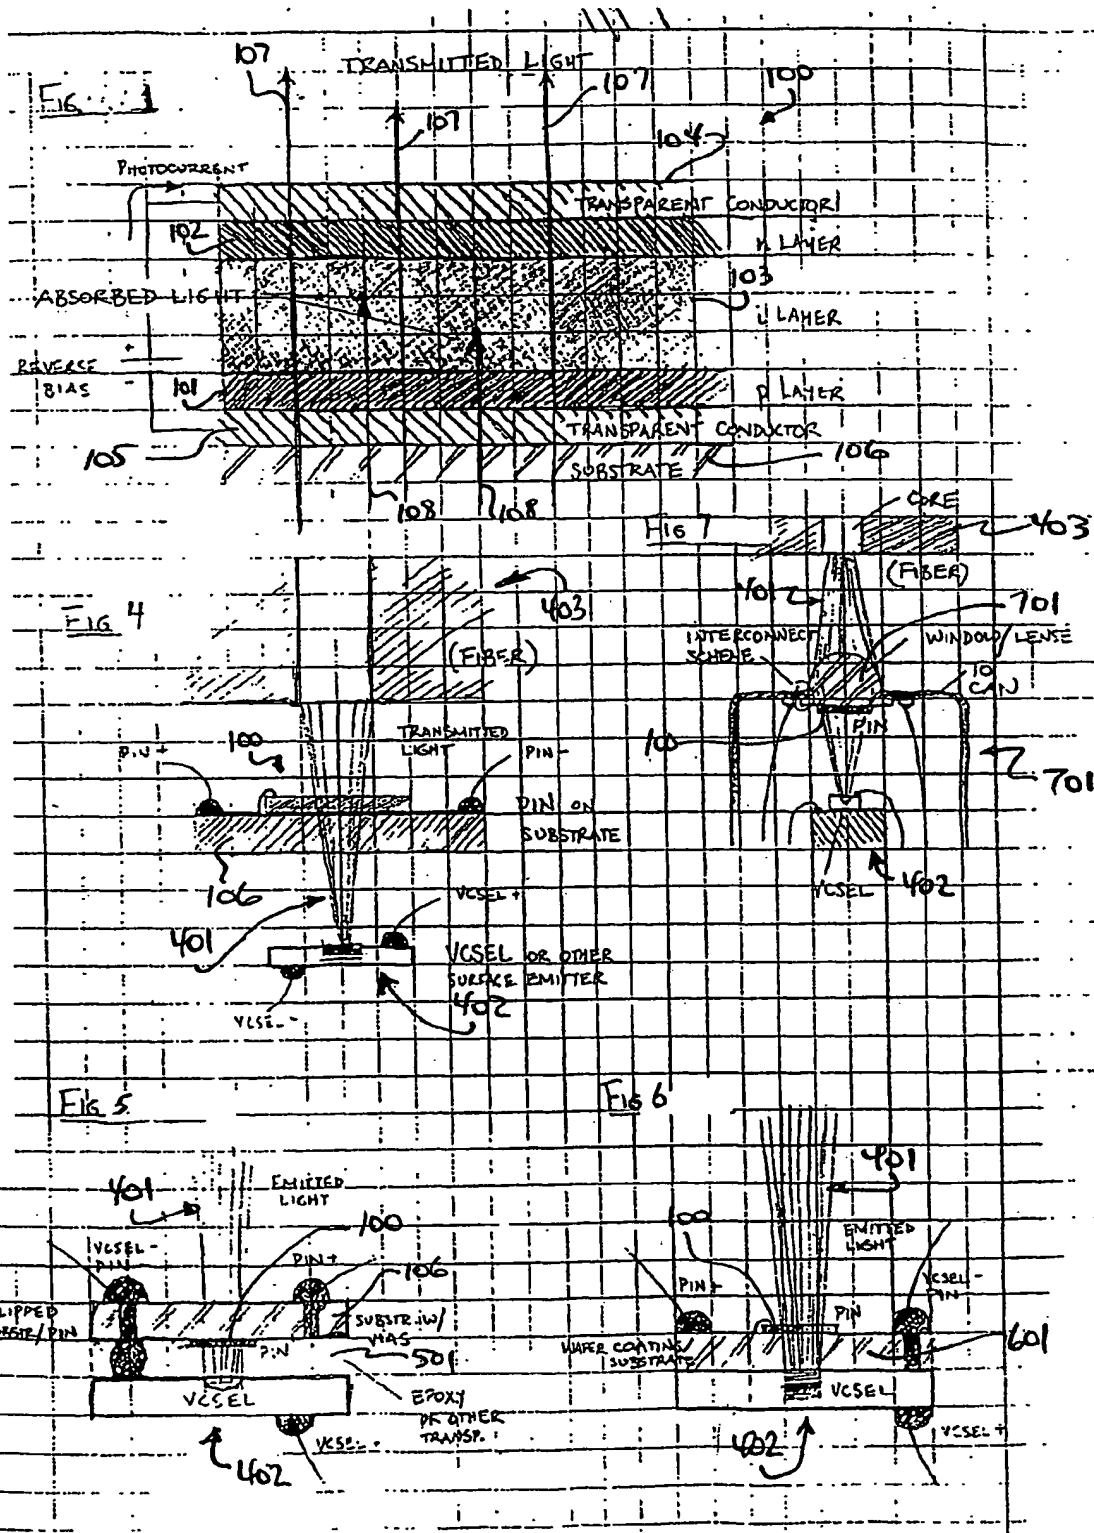 107
TRANSMITTED LIGHT
107
100
FIG 1
107
104
PHOTOCURRENT
TRANSPARENT CONDUCTOR
102
n LAYER
103
ABSORBED LIGHT
i LAYER
+
REVERSE
BIAS
-
101
p LAYER
105
TRANSPARENT CONDUCTOR
106
SUBSTRATE
108
108
FIG 7
CORE
403
(FIBER)
401
701
INTERCONNECT
SCHEME
WINDOW/LENSE
CAN
PIN
100
701
VCSEL
402
FIG 4
403
(FIBER)
TRANSMITTED
LIGHT
PIN+
100
PIN-
PIN ON
SUBSTRATE
106
VCSEL+
401
VCSEL OR OTHER
SURFACE EMITTER
402
VCSEL-
FIG 5
401
EMITTED
LIGHT
100
VCSEL-
PIN-
PIN+
106
SUBSTR. W/
VIAS
PIN
501
VCSEL
EPOXY
OR OTHER
TRANSP.
VCSEL+
402
FIG 6
401
100
EMITTED
LIGHT
PIN+
VCSEL-
PIN
PIN
WAFER COATING/
SUBSTRATE
601
VCSEL
402
VCSEL+